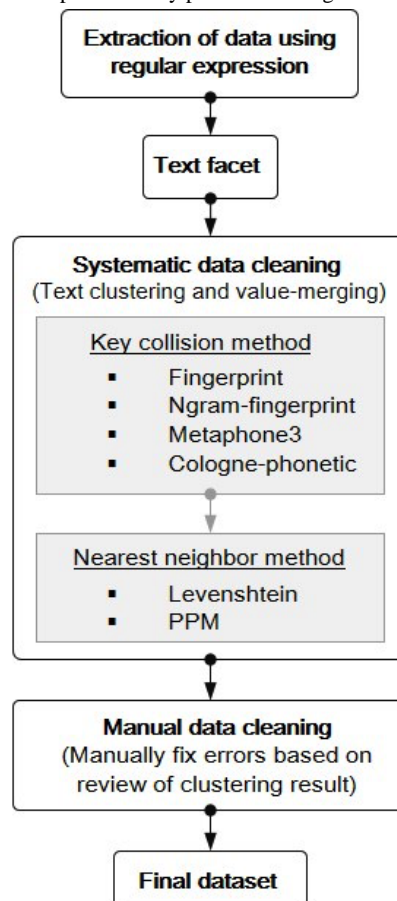 Extraction of data using
regular expression
Text facet
Systematic data cleaning
(Text clustering and value-merging)
Key collision method
▪ Fingerprint
▪ Ngram-fingerprint
▪ Metaphone3
▪ Cologne-phonetic
Nearest neighbor method
▪ Levenshtein
▪ PPM
Manual data cleaning
(Manually fix errors based on
review of clustering result)
Final dataset